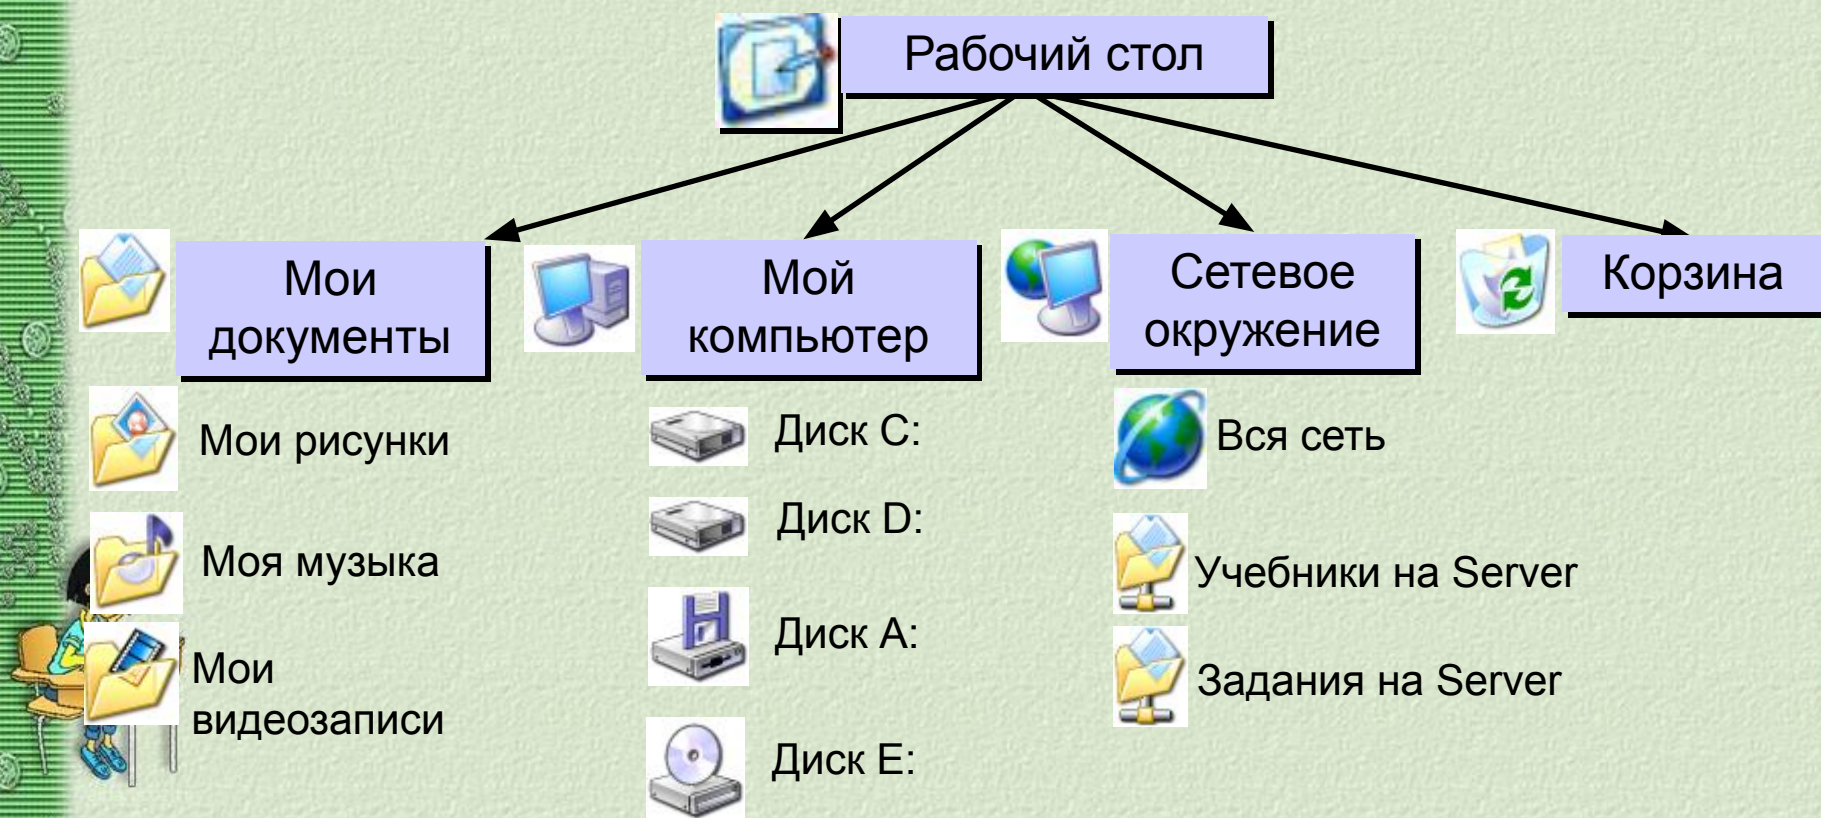 Рабочий стол
Мои
документы
Мои рисунки
Моя музыка
Мои
видеозаписи
Мой
компьютер
Диск C:
Диск D:
Диск A:
Диск E:
Сетевое
окружение
Вся сеть
Учебники на Server
Задания на Server
Корзина